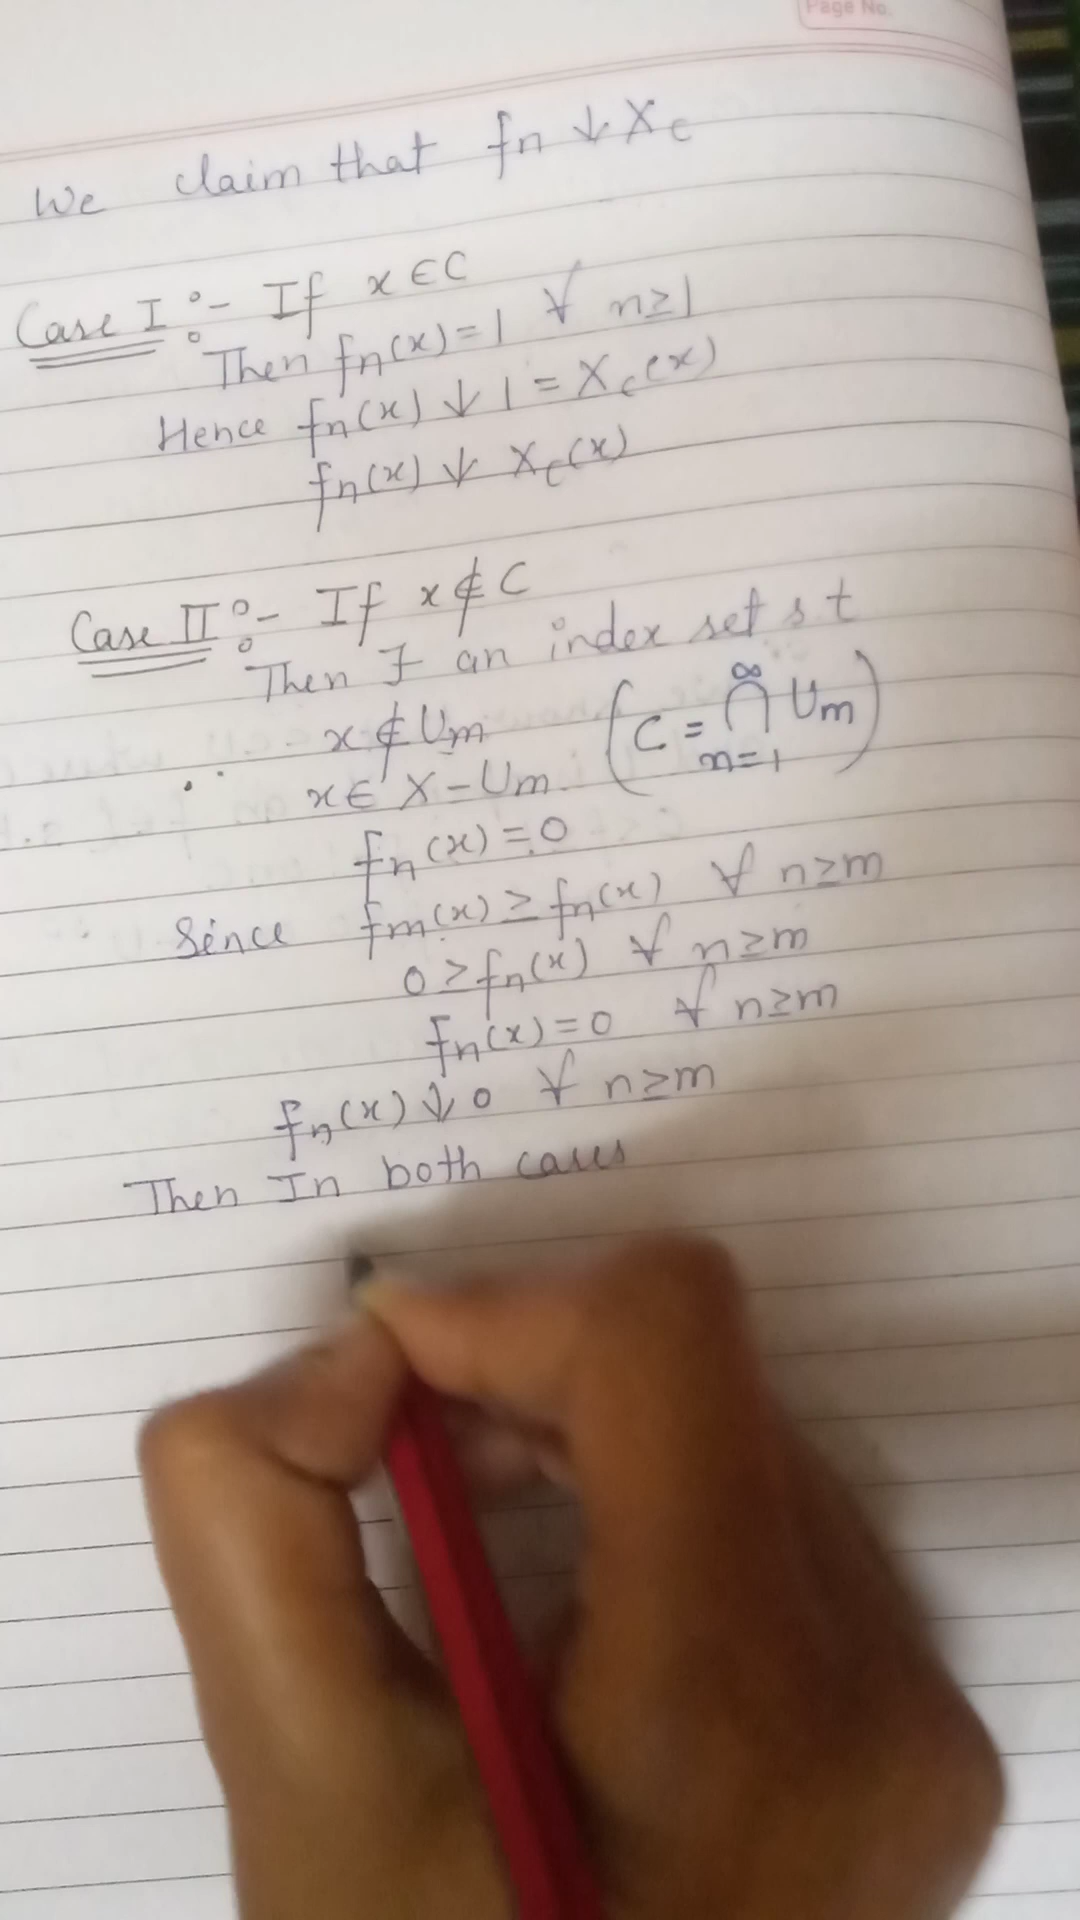 Page No.
We claim that fn ↓ χc
Case I :- If x ∈ C
Then fn(x) = 1 ∀ n ≥ 1
Hence fn(x) ↓ 1 = χc(x)
fn(x) ↓ χc(x)
Case II :- If x ∉ C
Then ∃ an index set s t
x ∉ Um (C = ∞⋂n=1 Um)
∴ x ∈ X - Um
fn(x) = 0
Since fm(x) ≥ fn(x) ∀ n ≥ m
0 ≥ fn(x) ∀ n ≥ m
fn(x) = 0 ∀ n ≥ m
fn(x) ↓ 0 ∀ n ≥ m
Then In both cases